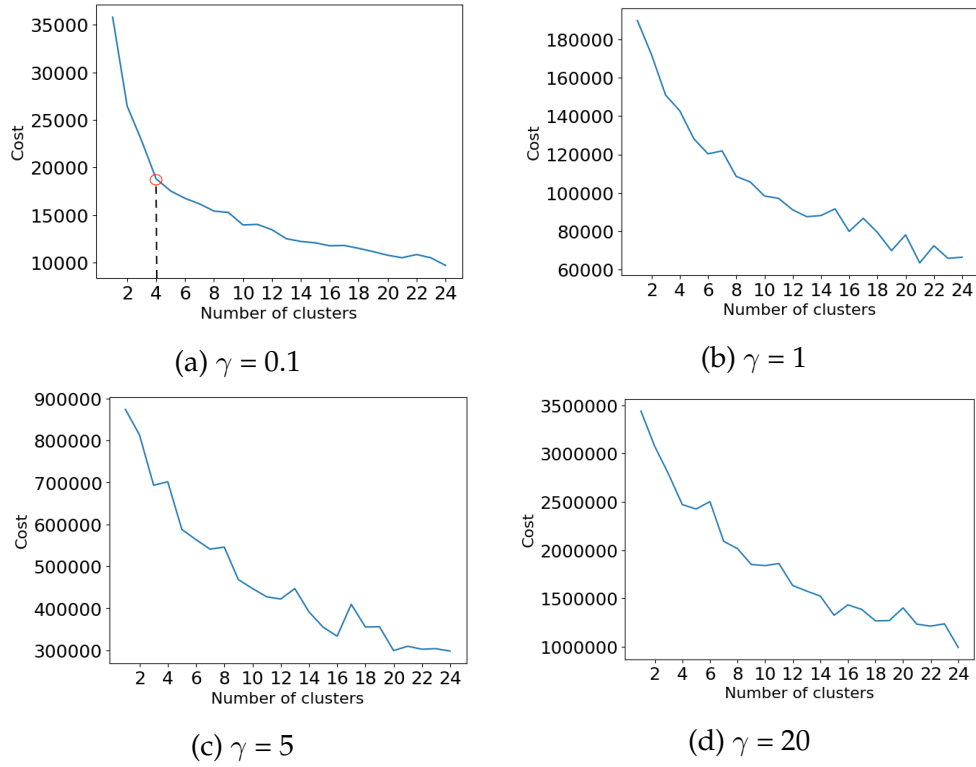 35000
30000
25000
20000
15000
10000
Cost
2 4 6 8 10 12 14 16 18 20 22 24
Number of clusters
(a) γ = 0.1
180000
160000
140000
120000
100000
80000
60000
Cost
2 4 6 8 10 12 14 16 18 20 22 24
Number of clusters
(b) γ = 1
900000
800000
700000
600000
500000
400000
300000
Cost
2 4 6 8 10 12 14 16 18 20 22 24
Number of clusters
(c) γ = 5
3500000
3000000
2500000
2000000
1500000
1000000
Cost
2 4 6 8 10 12 14 16 18 20 22 24
Number of clusters
(d) γ = 20